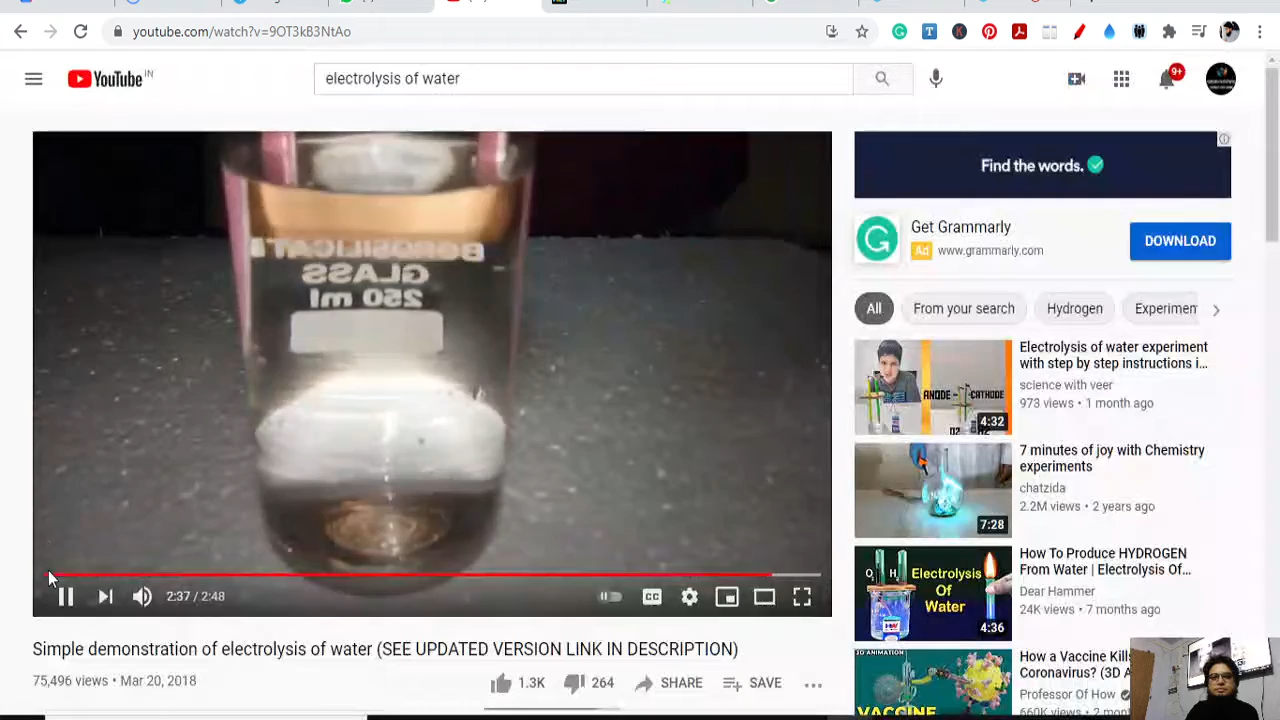 youtube.com/watch?v=9OT3kB3NtAo
YouTube IN
electrolysis of water
9+
BOROSILIC
GLASS
250 ml
2:37 / 2:48
CC
Simple demonstration of electrolysis of water (SEE UPDATED VERSION LINK IN DESCRIPTION)
75,496 views • Mar 20, 2018
1.3K
264
SHARE
SAVE
Find the words.
Get Grammarly
Ad www.grammarly.com
DOWNLOAD
All
From your search
Hydrogen
Experimen
Electrolysis of water experiment
with step by step instructions i...
science with veer
973 views • 1 month ago
ANODE
CATHODE
4:32
7 minutes of joy with Chemistry
experiments
chatzida
2.2M views • 2 years ago
7:28
How To Produce HYDROGEN
From Water | Electrolysis Of...
Dear Hammer
24K views • 7 months ago
Electrolysis
Of
Water
4:36
How a Vaccine Kills
Coronavirus? (3D A
Professor Of How
3D ANIMATION
VACCINE